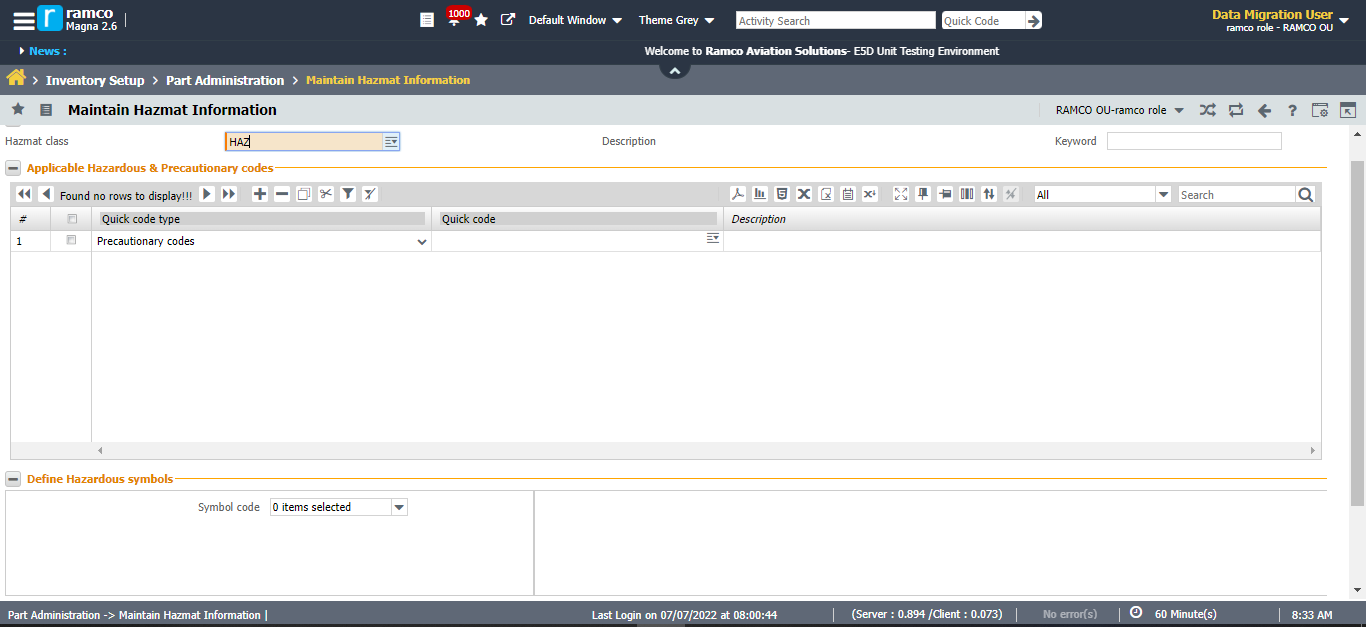 ramco
Magna 2.6
1000
Default Window
Theme Grey
Activity Search
Quick Code
Data Migration User
ramco role - RAMCO OU
News :
Welcome to Ramco Aviation Solutions- E5D Unit Testing Environment
Inventory Setup > Part Administration > Maintain Hazmat Information
Maintain Hazmat Information
RAMCO OU-ramco role
Hazmat class
HAZ
Description
Keyword
Applicable Hazardous & Precautionary codes
Found no rows to display!!!
All
Search
# Quick code type Quick code Description
1 Precautionary codes
Define Hazardous symbols
Symbol code
0 items selected
Part Administration -> Maintain Hazmat Information |
Last Login on 07/07/2022 at 08:00:44
(Server : 0.894 /Client : 0.073)
No error(s)
60 Minute(s)
8:33 AM